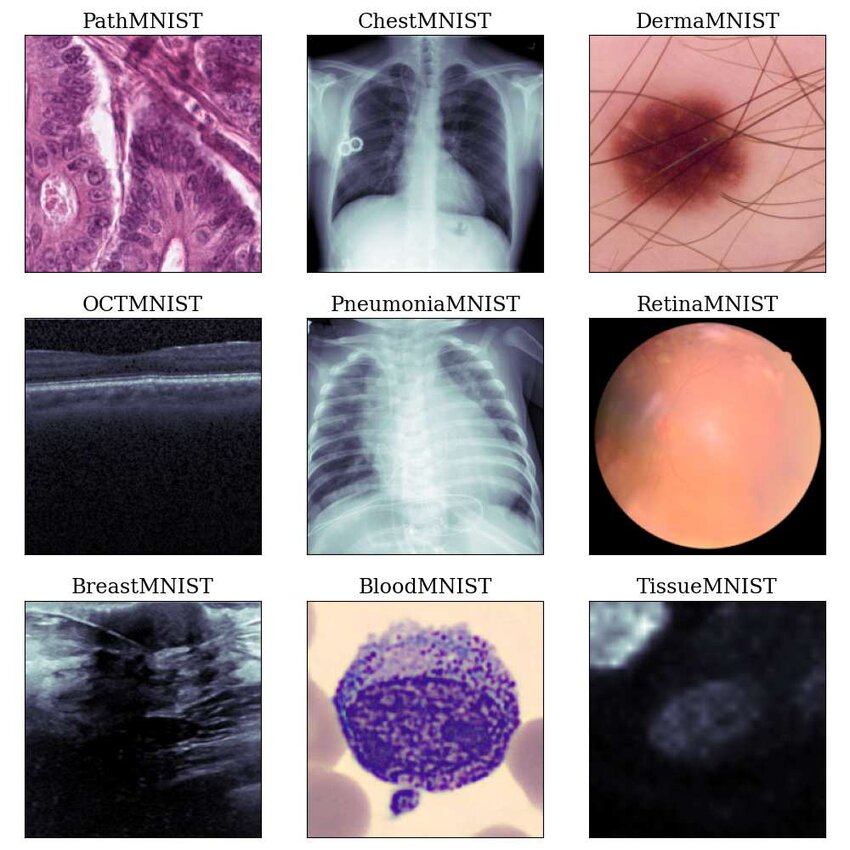 PathMNIST
ChestMNIST
DermaMNIST
OCTMNIST
PneumoniaMNIST
RetinaMNIST
BreastMNIST
BloodMNIST
TissueMNIST